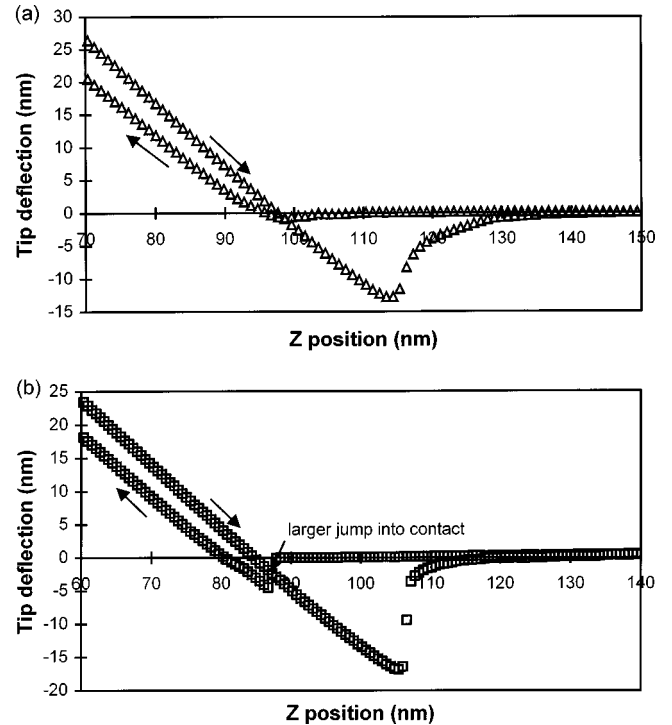 (a)
30
25
20
15
10
5
0
-5
-10
-15
70 80 90 100 110 120 130 140 150
Tip deflection (nm)
Z position (nm)
(b)
25
20
15
10
5
0
-5
-10
-15
-20
larger jump into contact
60 70 80 90 100 110 120 130 140
Tip deflection (nm)
Z position (nm)